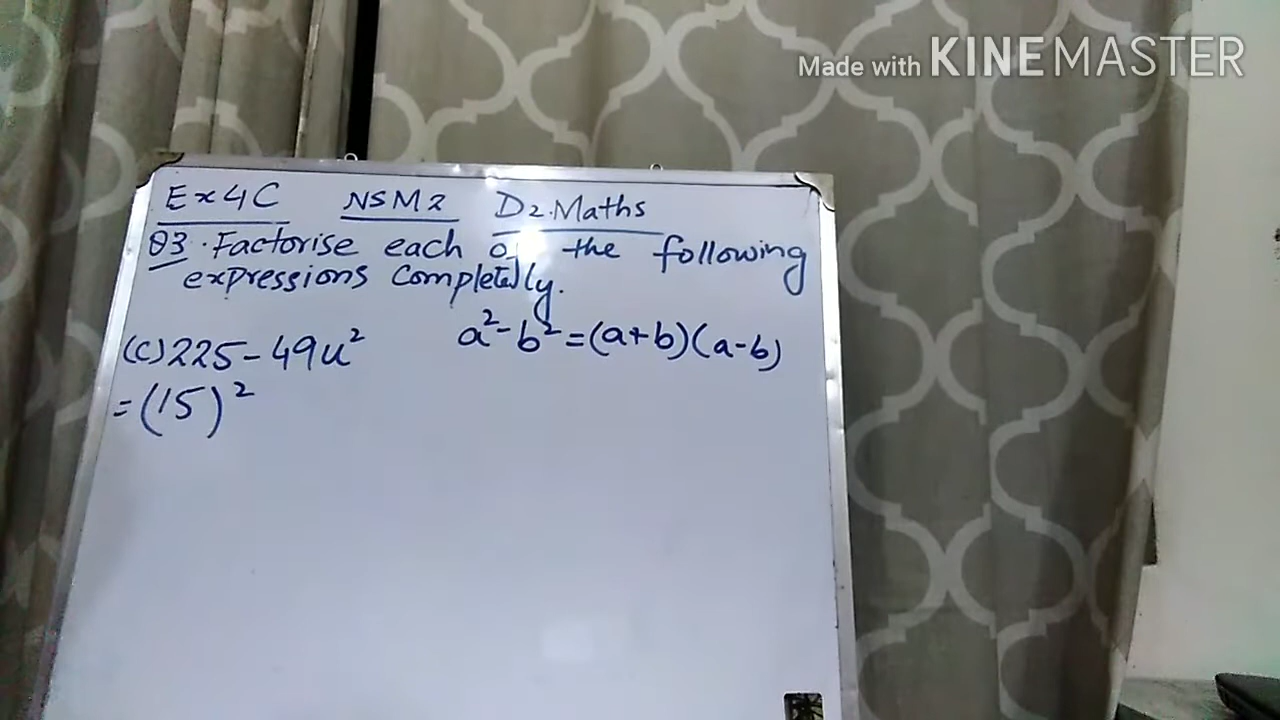 Made with KINEMASTER
Ex4C NSM2 D2.Maths
Q3. Factorise each of the following
expressions Completely.
(C) 225 - 49u² a² - b² = (a+b)(a-b)
= (15)²